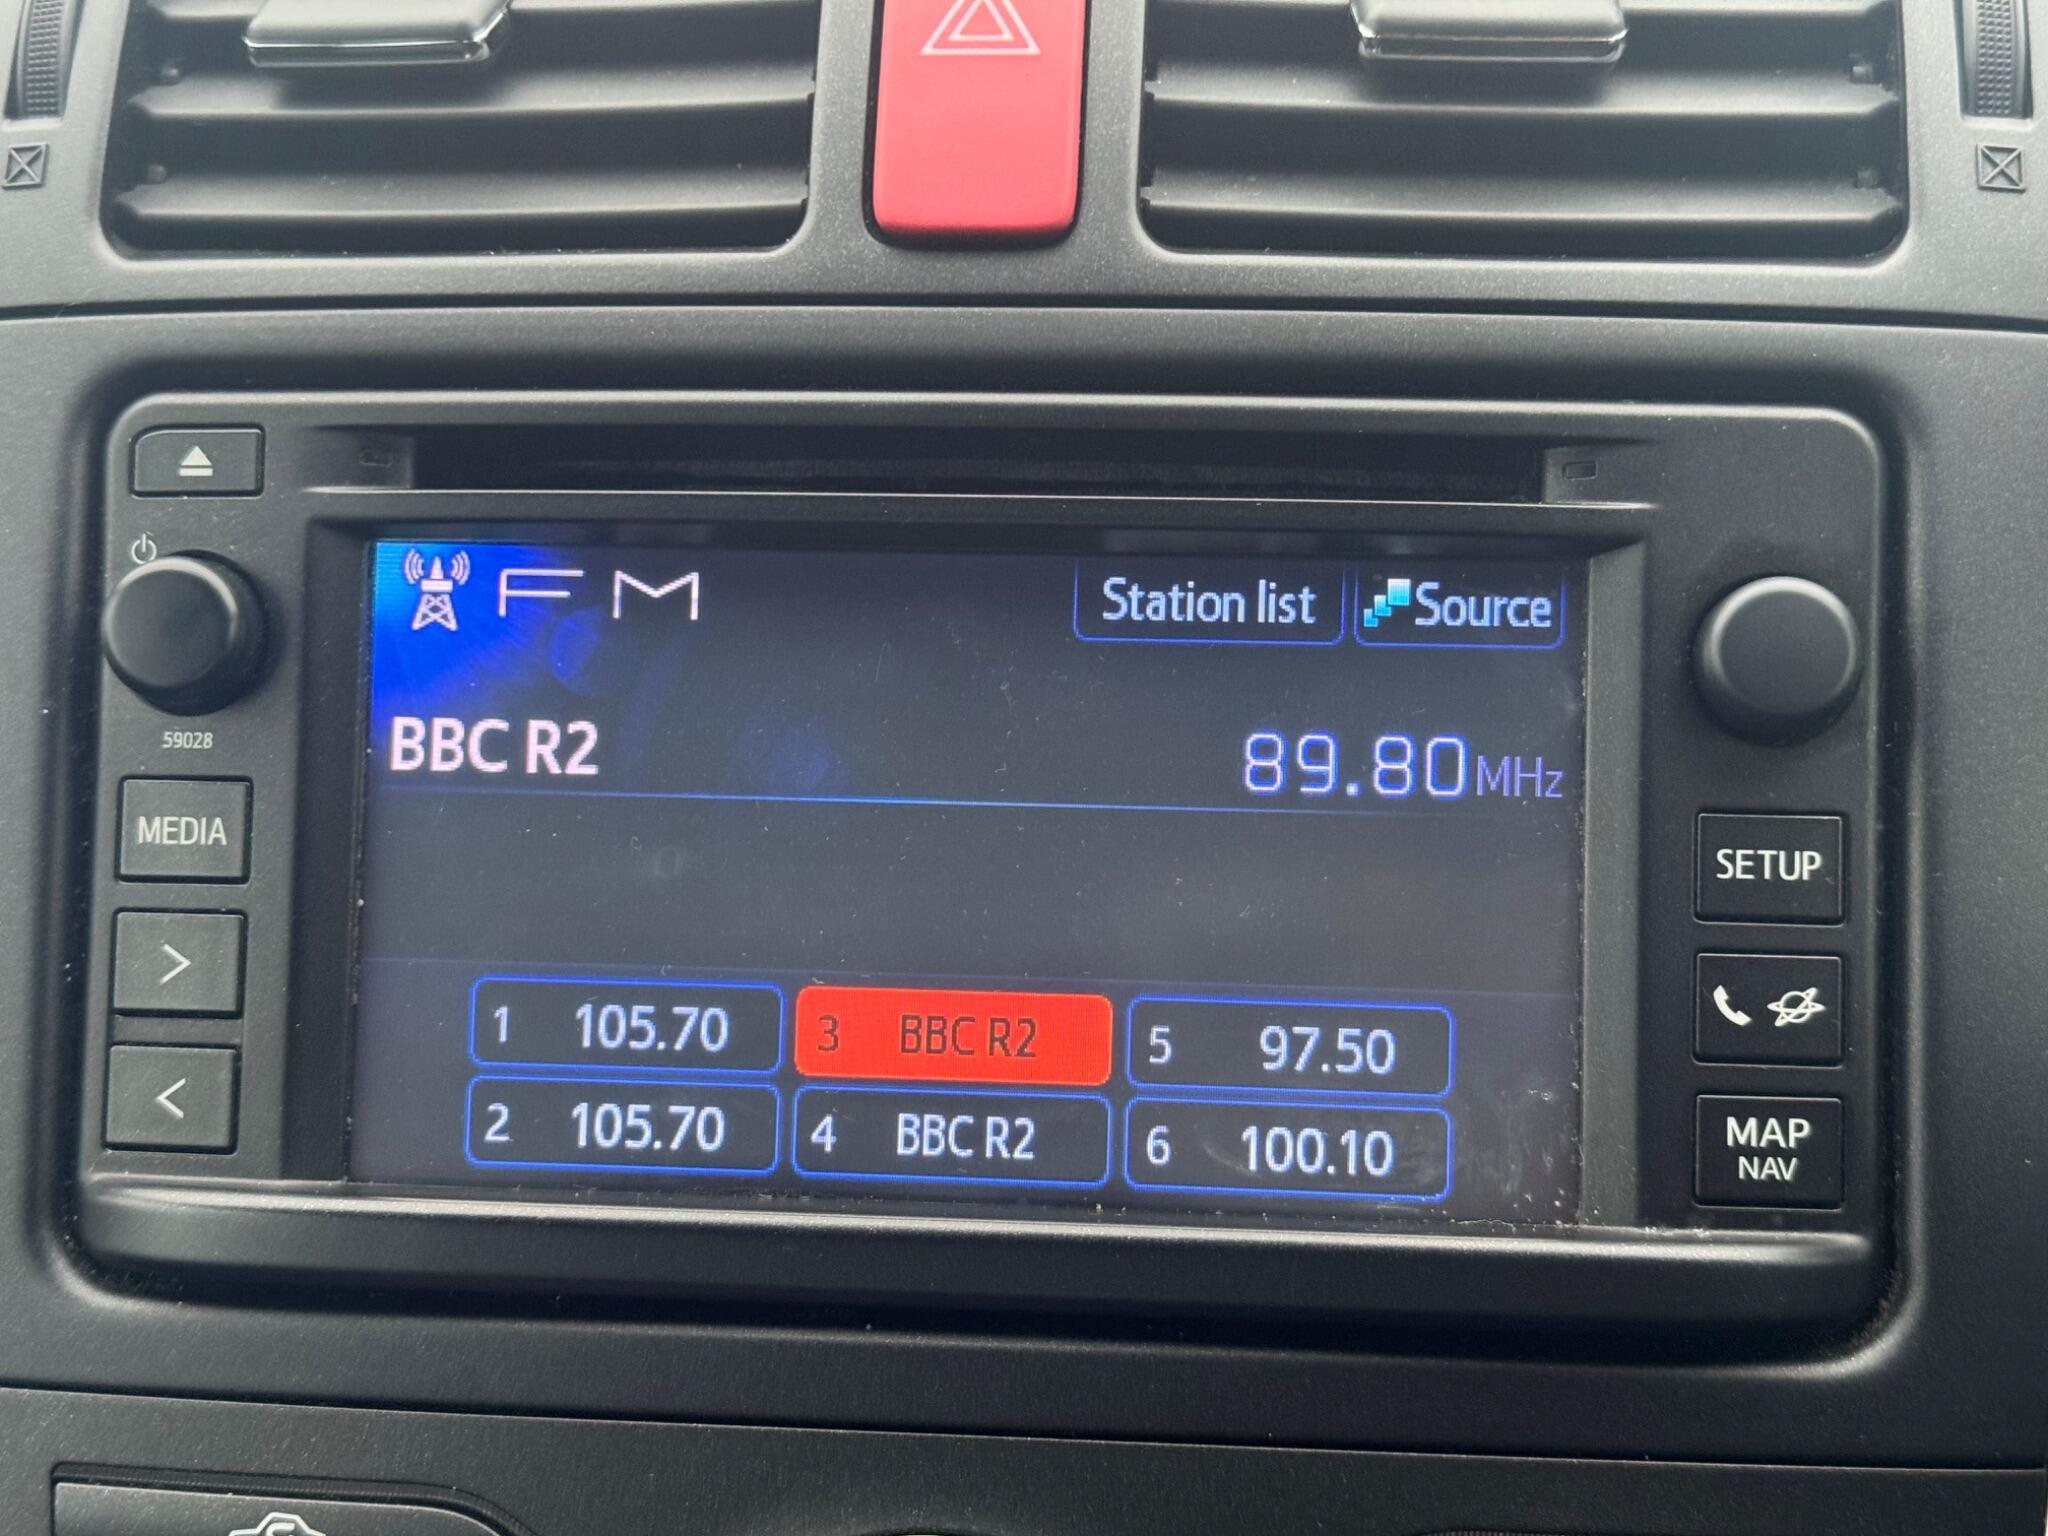 FM
Station list
Source
BBC R2
89.80MHz
59028
MEDIA
>
<
SETUP
MAP
NAV
1 105.70
3 BBC R2
5 97.50
2 105.70
4 BBC R2
6 100.10